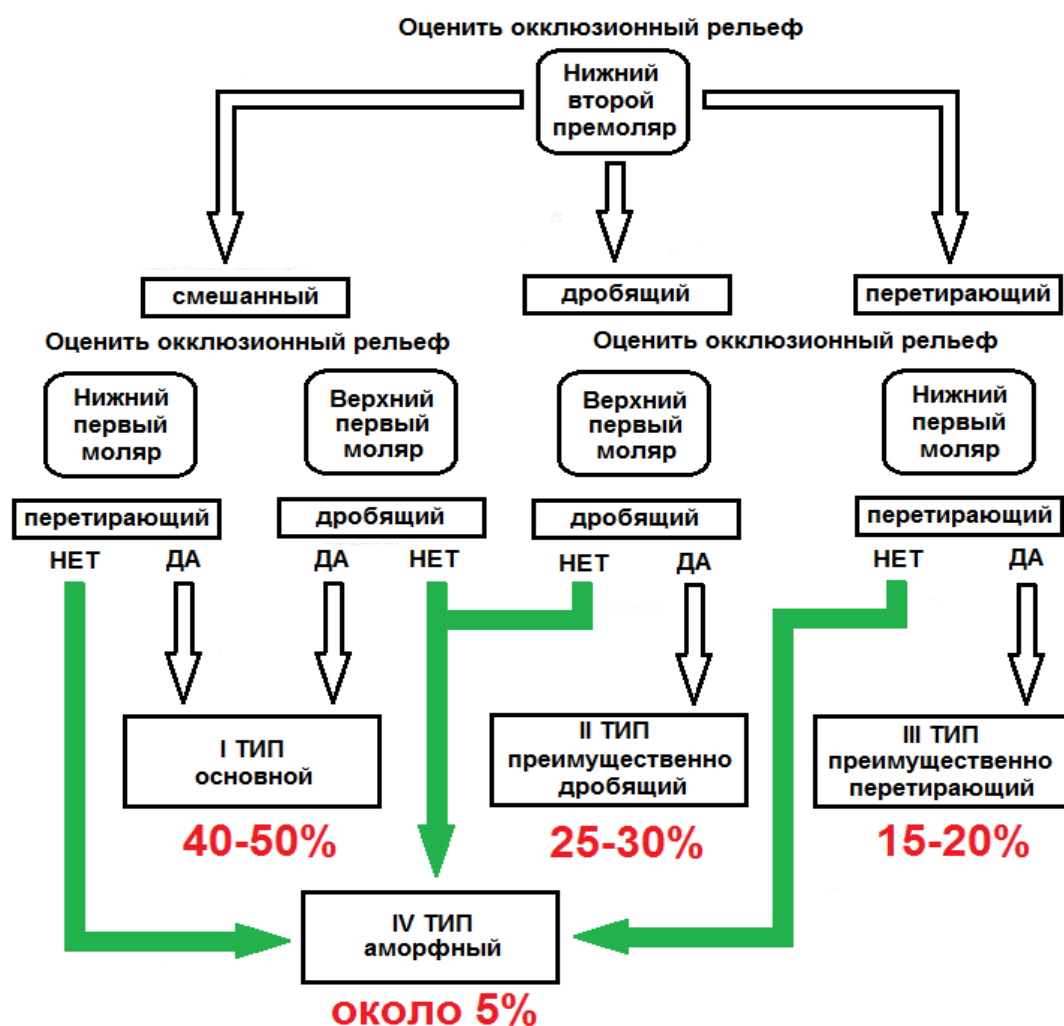 Оценить окклюзионный рельеф
Нижний
второй
премоляр
смешанный
дробящий
перетирающий
Оценить окклюзионный рельеф
Оценить окклюзионный рельеф
Нижний
первый
моляр
Верхний
первый
моляр
Верхний
первый
моляр
Нижний
первый
моляр
перетирающий
дробящий
дробящий
перетирающий
НЕТ
ДА
ДА
НЕТ
НЕТ
ДА
НЕТ
ДА
I ТИП
основной
II ТИП
преимущественно
дробящий
III ТИП
преимущественно
перетирающий
40-50%
25-30%
15-20%
IV ТИП
аморфный
около 5%